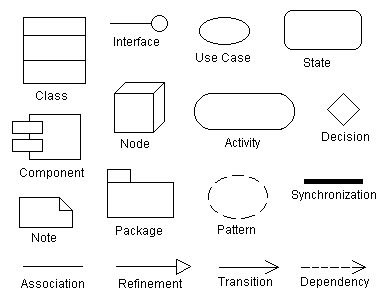 Interface
Use Case
State
Class
Node
Activity
Decision
Component
Synchronization
Note
Package
Pattern
Association
Refinement
Transition
Dependency